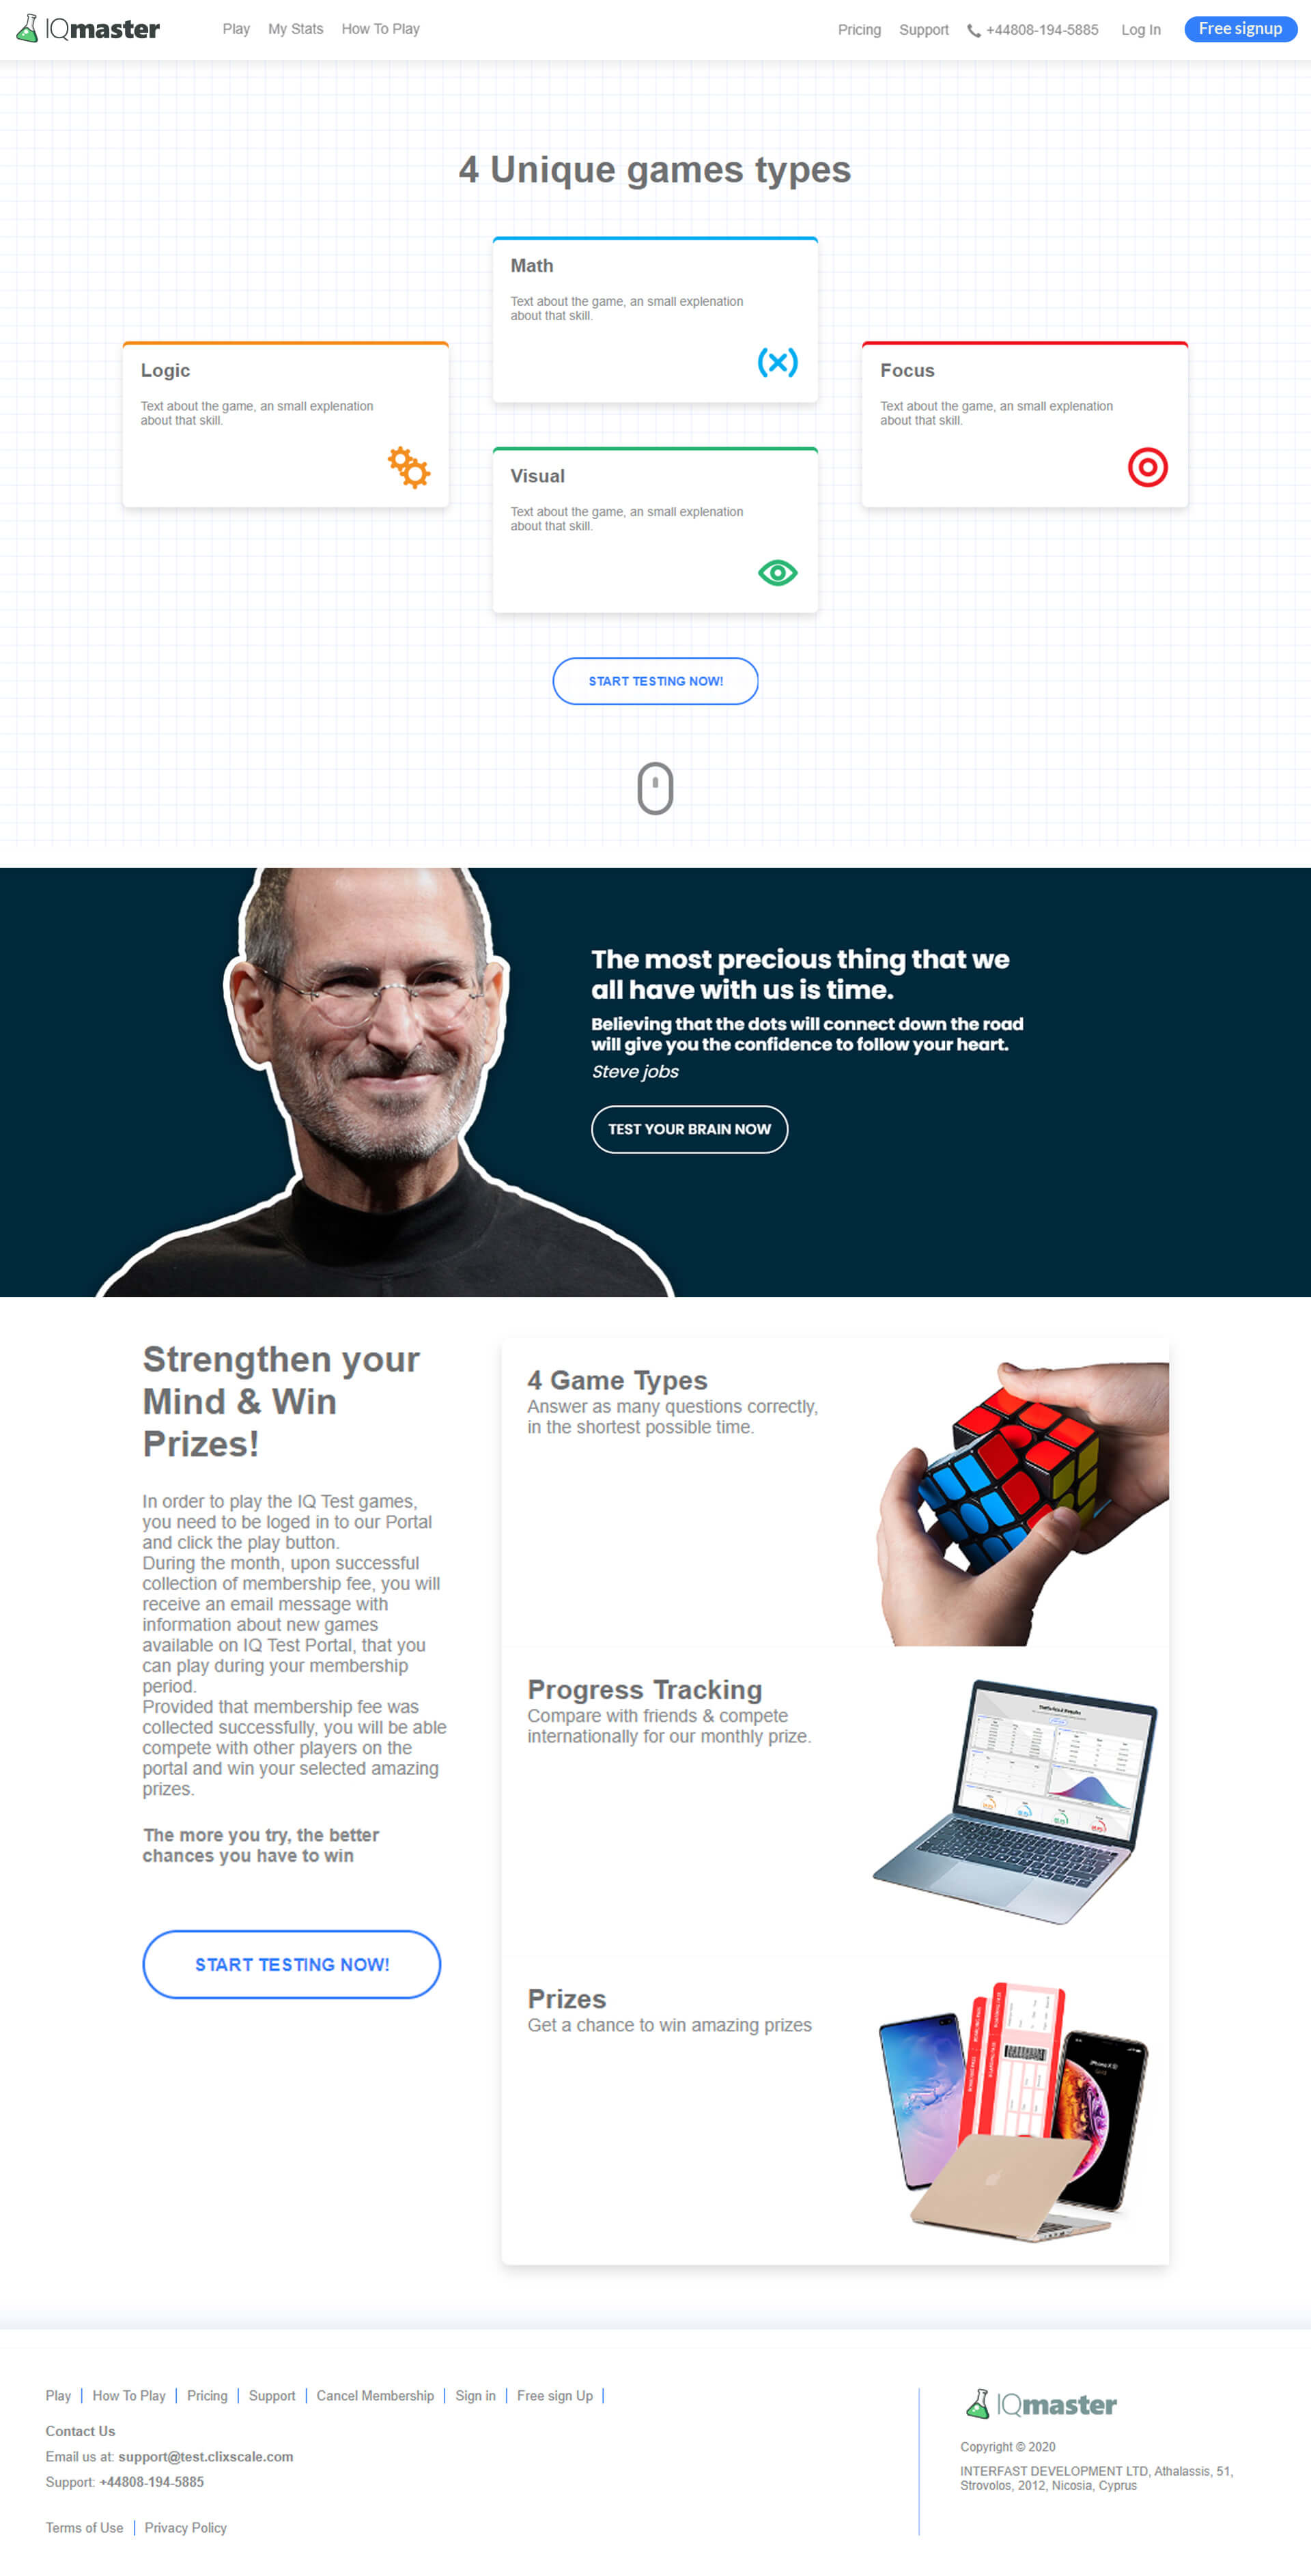 IQmaster
Play My Stats How To Play
Pricing Support +44808-194-5885 Log In Free signup
4 Unique games types
Math
Text about the game, an small explenation
about that skill.
Logic
Text about the game, an small explenation
about that skill.
Focus
Text about the game, an small explenation
about that skill.
Visual
Text about the game, an small explenation
about that skill.
START TESTING NOW!
The most precious thing that we
all have with us is time.
Believing that the dots will connect down the road
will give you the confidence to follow your heart.
Steve jobs
TEST YOUR BRAIN NOW
Strengthen your
Mind & Win
Prizes!
In order to play the IQ Test games,
you need to be loged in to our Portal
and click the play button.
During the month, upon successful
collection of membership fee, you will
receive an email message with
information about new games
available on IQ Test Portal, that you
can play during your membership
period.
Provided that membership fee was
collected successfully, you will be able
compete with other players on the
portal and win your selected amazing
prizes.
The more you try, the better
chances you have to win
START TESTING NOW!
4 Game Types
Answer as many questions correctly,
in the shortest possible time.
Progress Tracking
Compare with friends & compete
internationally for our monthly prize.
Prizes
Get a chance to win amazing prizes
Play | How To Play | Pricing | Support | Cancel Membership | Sign in | Free sign Up |
Contact Us
Email us at: support@test.clixscale.com
Support: +44808-194-5885
Terms of Use | Privacy Policy
IQmaster
Copyright © 2020
INTERFAST DEVELOPMENT LTD, Athalassis, 51,
Strovolos, 2012, Nicosia, Cyprus